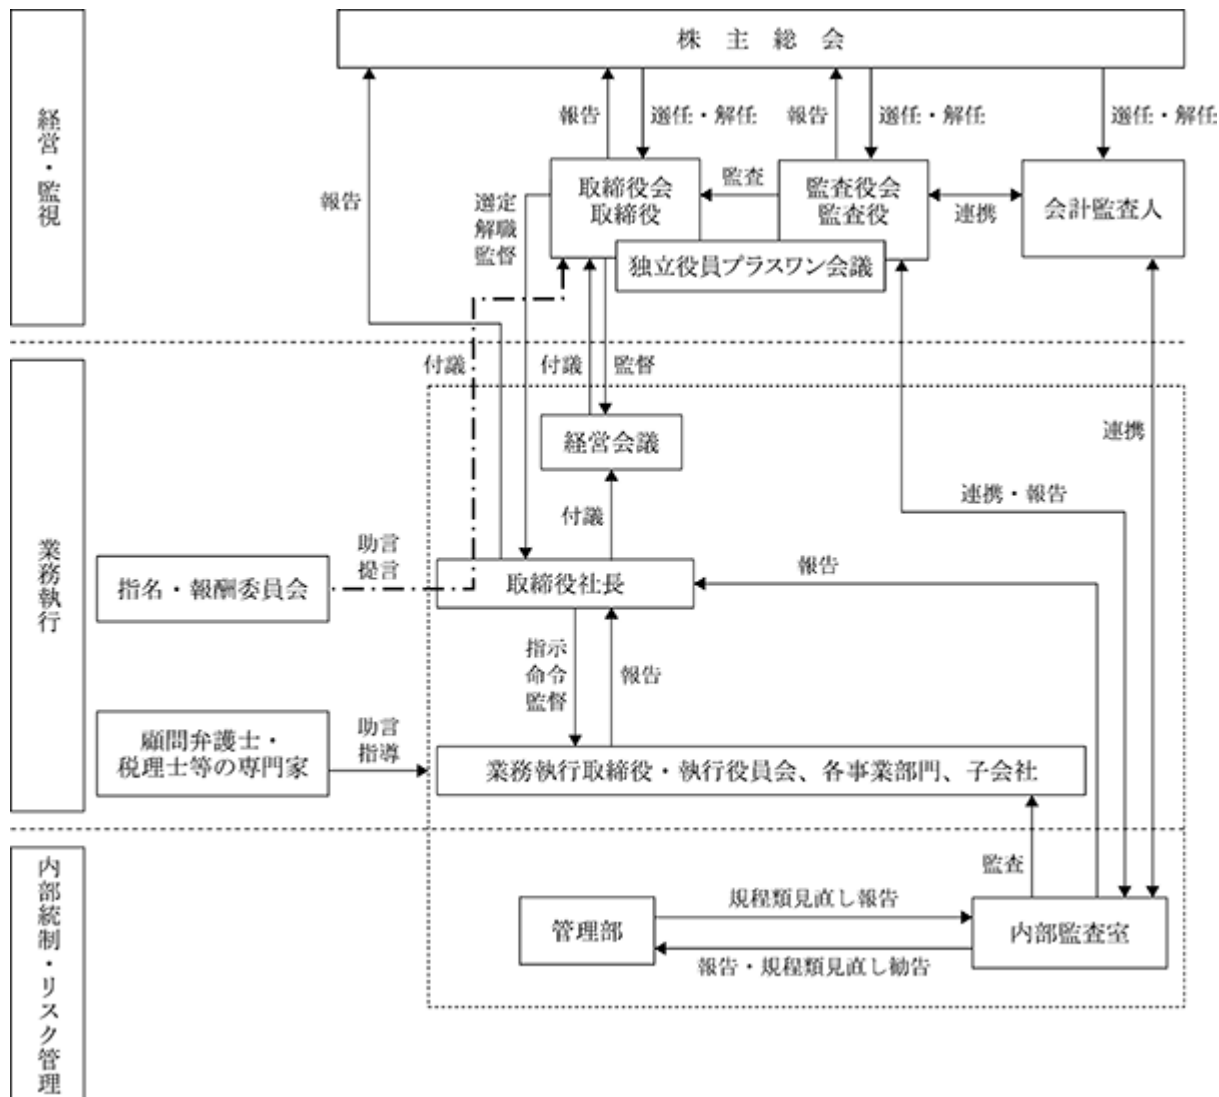 株主総会
経営・監視
報告
報告
選任・解任
報告
選任・解任
選任・解任
選定
解職
監督
取締役会
取締役
監査
監査役会
監査役
連携
会計監査人
独立役員プラスワン会議
付議
付議
監督
業務執行
経営会議
連携
付議
連携・報告
指名・報酬委員会
助言
提言
取締役社長
報告
指示
命令
監督
報告
顧問弁護士・
税理士等の専門家
助言
指導
業務執行取締役・執行役員会、各事業部門、子会社
内部統制・リスク管理
監査
管理部
規程類見直し報告
報告・規程類見直し勧告
内部監査室